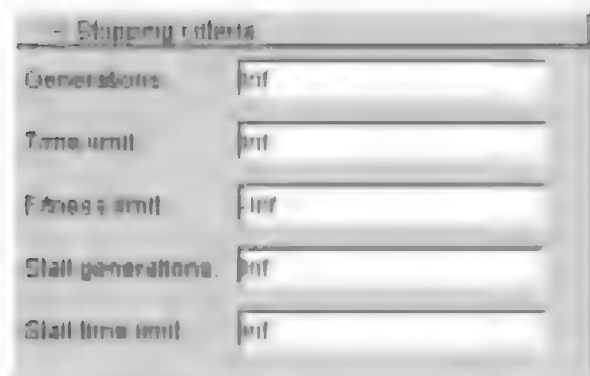 - Stopping criteria
Generations Inf
Time limit Inf
Fitness limit -Inf
Stall generations Inf
Stall time limit Inf